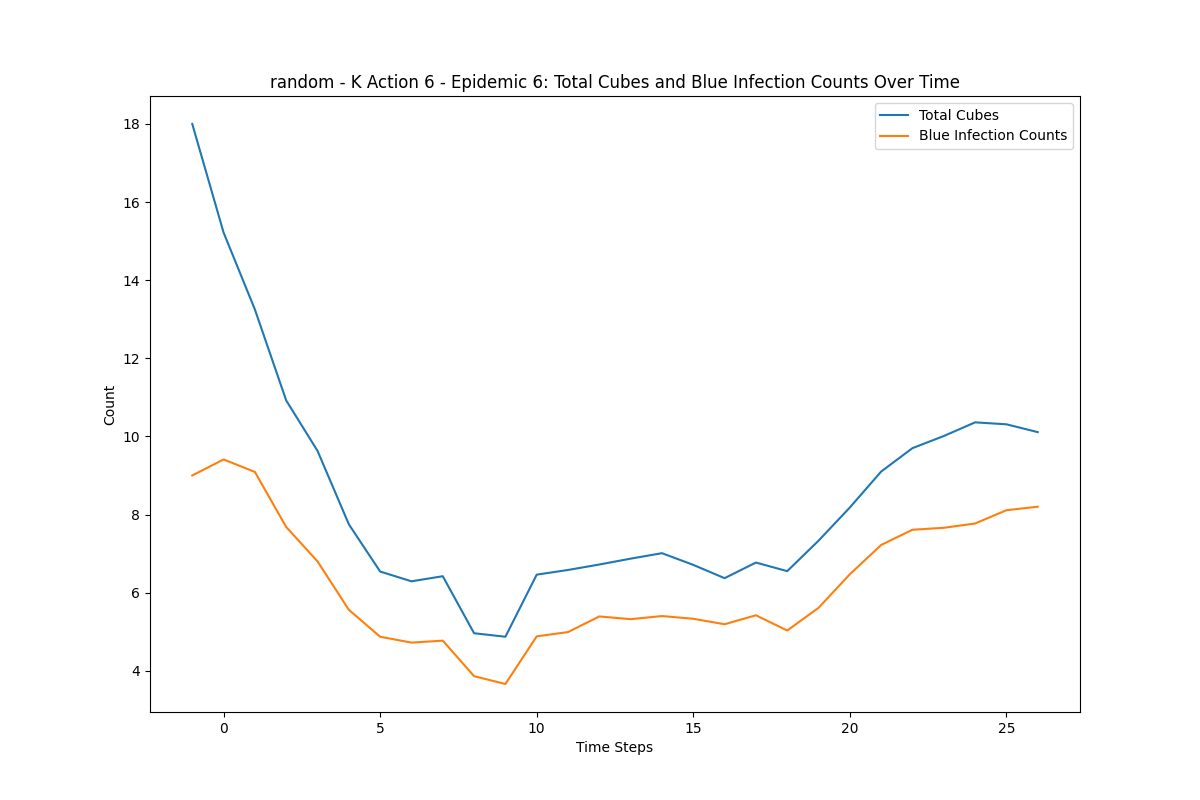 random - K Action 6 - Epidemic 6: Total Cubes and Blue Infection Counts Over Time
Total Cubes
Blue Infection Counts
18
16
14
12
10
8
6
4
Count
0 5 10 15 20 25
Time Steps